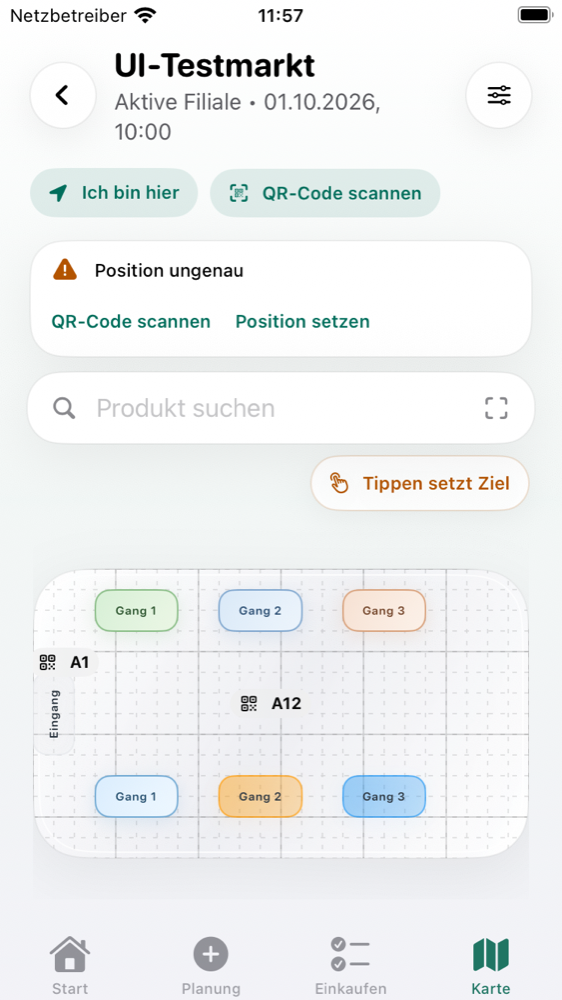 Netzbetreiber 11:57
UI-Testmarkt
Aktive Filiale • 01.10.2026,
10:00
Ich bin hier QR-Code scannen
Position ungenau
QR-Code scannen Position setzen
Produkt suchen
Tippen setzt Ziel
Gang 1 Gang 2 Gang 3
A1
Eingang
A12
Gang 1 Gang 2 Gang 3
Start Planung Einkaufen Karte